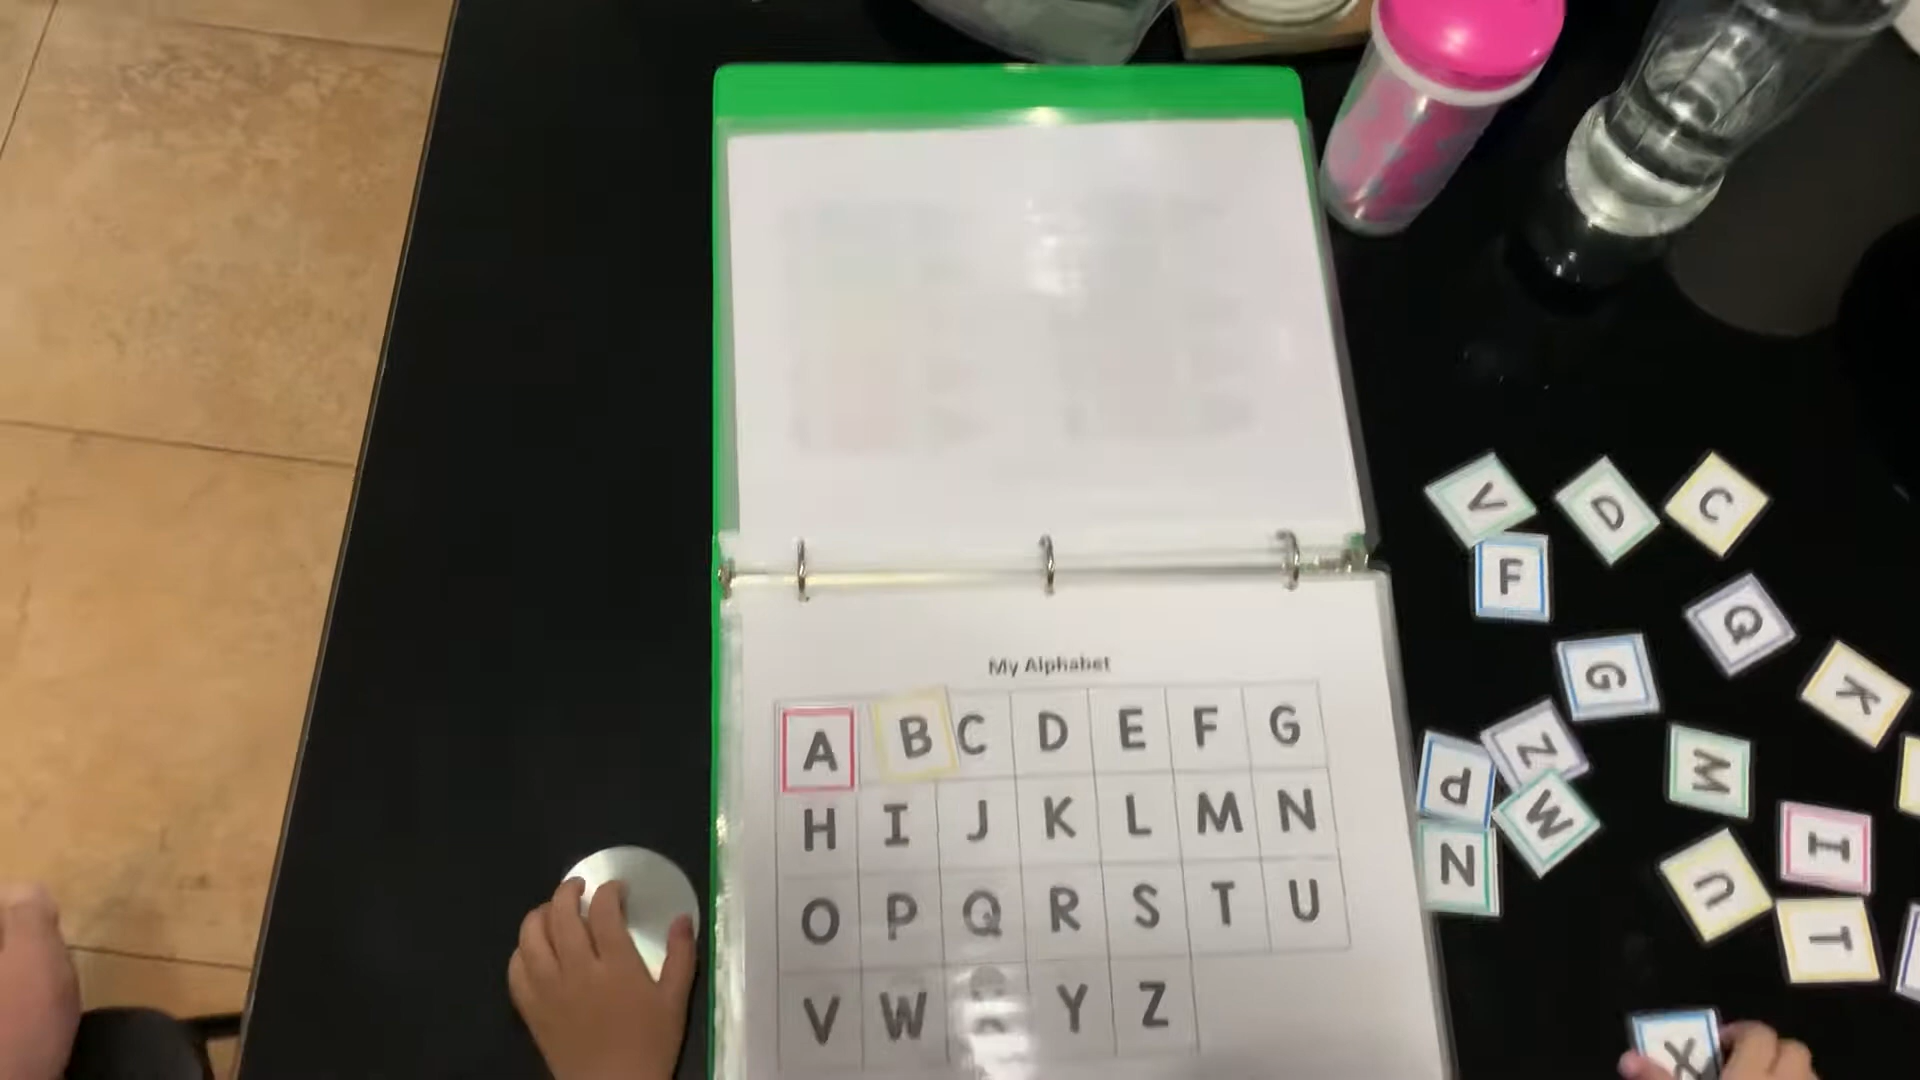 My Alphabet
A B C D E F G
H I J K L M N
O P Q R S T U
V W Y Z
V D C
F
Q
G
K
Z
P
M
W
I
N
U
T
X